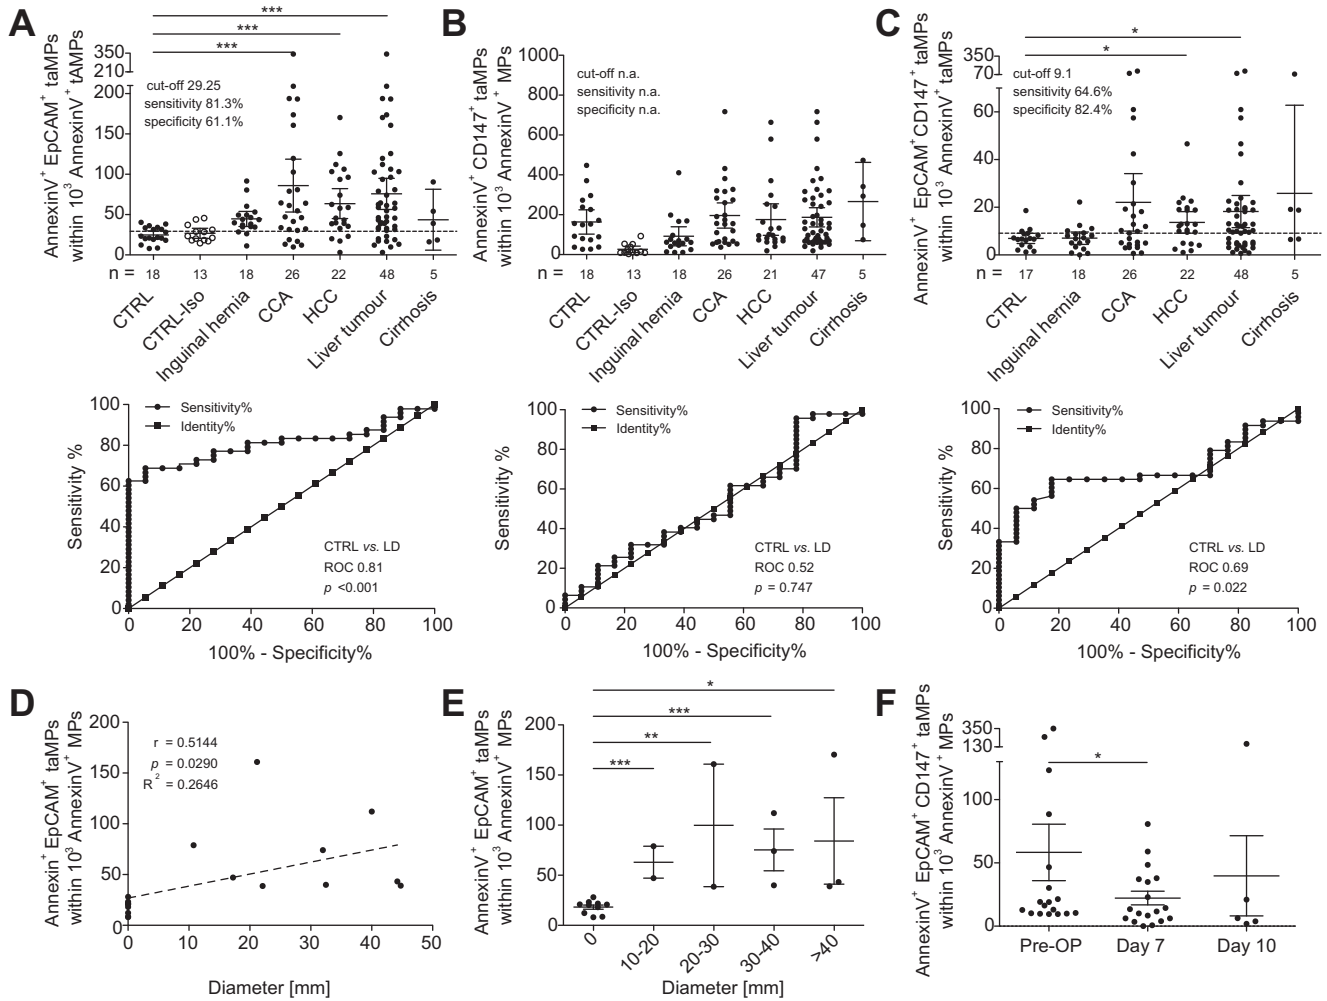 A
AnnexinV+ EpCAM+ taMPs
within 10³ AnnexinV+ tAMPs
350
210
200
150
100
50
0
***
***
***
cut-off 29.25
sensitivity 81.3%
specificity 61.1%
n = 18 13 18 26 22 48 5
CTRL
CTRL-Iso
Inguinal hernia
CCA
HCC
Liver tumour
Cirrhosis
B
AnnexinV+ CD147+ taMPs
within 10³ AnnexinV+ MPs
1000
800
600
400
200
0
cut-off n.a.
sensitivity n.a.
specificity n.a.
n = 18 13 18 26 21 47 5
CTRL
CTRL-Iso
Inguinal hernia
CCA
HCC
Liver tumour
Cirrhosis
C
AnnexinV+ EpCAM+ CD147+ taMPs
within 10³ AnnexinV+ taMPs
350
70
60
40
20
0
*
*
cut-off 9.1
sensitivity 64.6%
specificity 82.4%
n = 17 18 26 22 48 5
CTRL
Inguinal hernia
CCA
HCC
Liver tumour
Cirrhosis
Sensitivity %
100
80
60
40
20
0
Sensitivity%
Identity%
CTRL vs. LD
ROC 0.81
p <0.001
0 20 40 60 80 100
100% - Specificity%
Sensitivity %
100
80
60
40
20
0
Sensitivity%
Identity%
CTRL vs. LD
ROC 0.52
p = 0.747
0 20 40 60 80 100
100% - Specificity%
Sensitivity %
100
80
60
40
20
0
Sensitivity%
Identity%
CTRL vs. LD
ROC 0.69
p = 0.022
0 20 40 60 80 100
100% - Specificity%
D
Annexin+ EpCAM+ taMPs
within 10³ AnnexinV+ MPs
200
150
100
50
0
r = 0.5144
p = 0.0290
R² = 0.2646
0 10 20 30 40 50
Diameter [mm]
E
AnnexinV+ EpCAM+ taMPs
within 10³ AnnexinV+ MPs
200
150
100
50
0
*
***
**
***
0 10-20 20-30 30-40 >40
Diameter [mm]
F
AnnexinV+ EpCAM+ CD147+ taMPs
within 10³ AnnexinV+ MPs
350
130
100
50
0
*
Pre-OP Day 7 Day 10